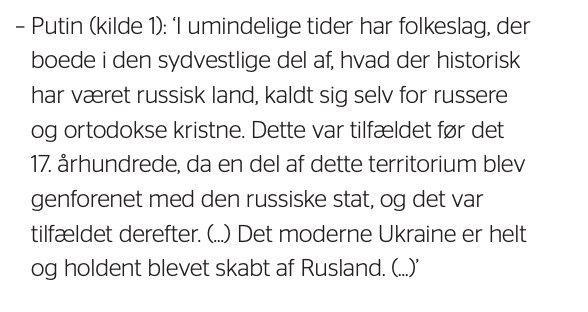 – Putin (kilde 1): ‘I umindelige tider har folkeslag, der
boede i den sydvestlige del af, hvad der historisk
har været russisk land, kaldt sig selv for russere
og ortodokse kristne. Dette var tilfældet før det
17. århundrede, da en del af dette territorium blev
genforenet med den russiske stat, og det var
tilfældet derefter. (...) Det moderne Ukraine er helt
og holdent blevet skabt af Rusland. (...)’